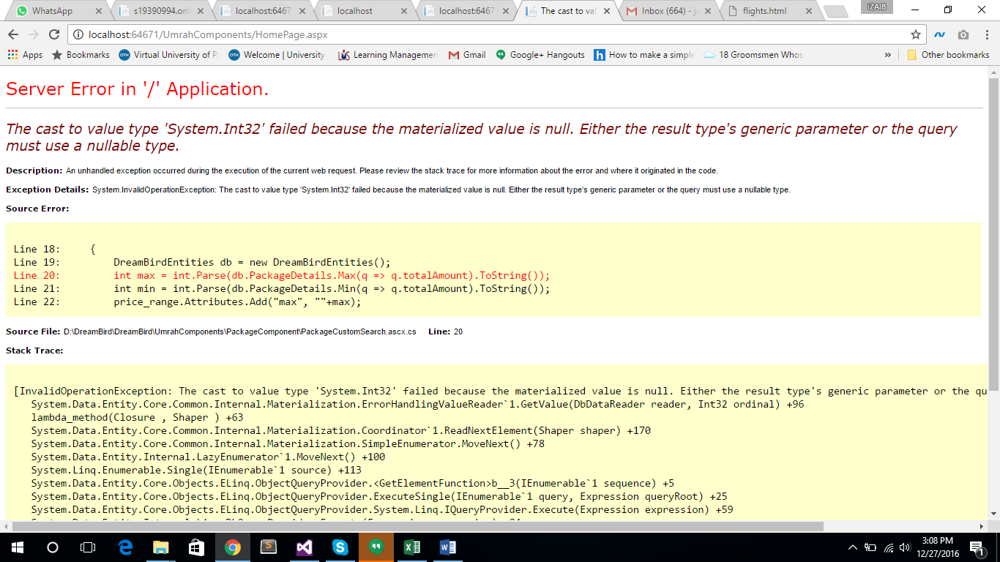 WhatsApp
s19390994.onl
localhost:6467
localhost
localhost:6467
The cast to val
Inbox (664) - j
flights.html
iZAIB
localhost:64671/UmrahComponents/HomePage.aspx
Apps
Bookmarks
Virtual University of P
Welcome | University
Learning Managemen
Gmail
Google+ Hangouts
How to make a simple
18 Groomsmen Whos
»
Other bookmarks
Server Error in '/' Application.
The cast to value type 'System.Int32' failed because the materialized value is null. Either the result type's generic parameter or the query
must use a nullable type.
Description: An unhandled exception occurred during the execution of the current web request. Please review the stack trace for more information about the error and where it originated in the code.
Exception Details: System.InvalidOperationException: The cast to value type 'System.Int32' failed because the materialized value is null. Either the result type's generic parameter or the query must use a nullable type.
Source Error:
Line 18:     {
Line 19:         DreamBirdEntities db = new DreamBirdEntities();
Line 20:         int max = int.Parse(db.PackageDetails.Max(q => q.totalAmount).ToString());
Line 21:         int min = int.Parse(db.PackageDetails.Min(q => q.totalAmount).ToString());
Line 22:         price_range.Attributes.Add("max", ""+max);
Source File: D:\DreamBird\DreamBird\UmrahComponents\PackageComponent\PackageCustomSearch.ascx.cs    Line: 20
Stack Trace:
[InvalidOperationException: The cast to value type 'System.Int32' failed because the materialized value is null. Either the result type's generic parameter or the qu
System.Data.Entity.Core.Common.Internal.Materialization.ErrorHandlingValueReader`1.GetValue(DbDataReader reader, Int32 ordinal) +96
lambda_method(Closure , Shaper ) +63
System.Data.Entity.Core.Common.Internal.Materialization.Coordinator`1.ReadNextElement(Shaper shaper) +170
System.Data.Entity.Core.Common.Internal.Materialization.SimpleEnumerator.MoveNext() +78
System.Data.Entity.Internal.LazyEnumerator`1.MoveNext() +100
System.Linq.Enumerable.Single(IEnumerable`1 source) +113
System.Data.Entity.Core.Objects.ELinq.ObjectQueryProvider.<GetElementFunction>b__3(IEnumerable`1 sequence) +5
System.Data.Entity.Core.Objects.ELinq.ObjectQueryProvider.ExecuteSingle(IEnumerable`1 query, Expression queryRoot) +25
System.Data.Entity.Core.Objects.ELinq.ObjectQueryProvider.System.Linq.IQueryProvider.Execute(Expression expression) +59
3:08 PM
12/27/2016
1